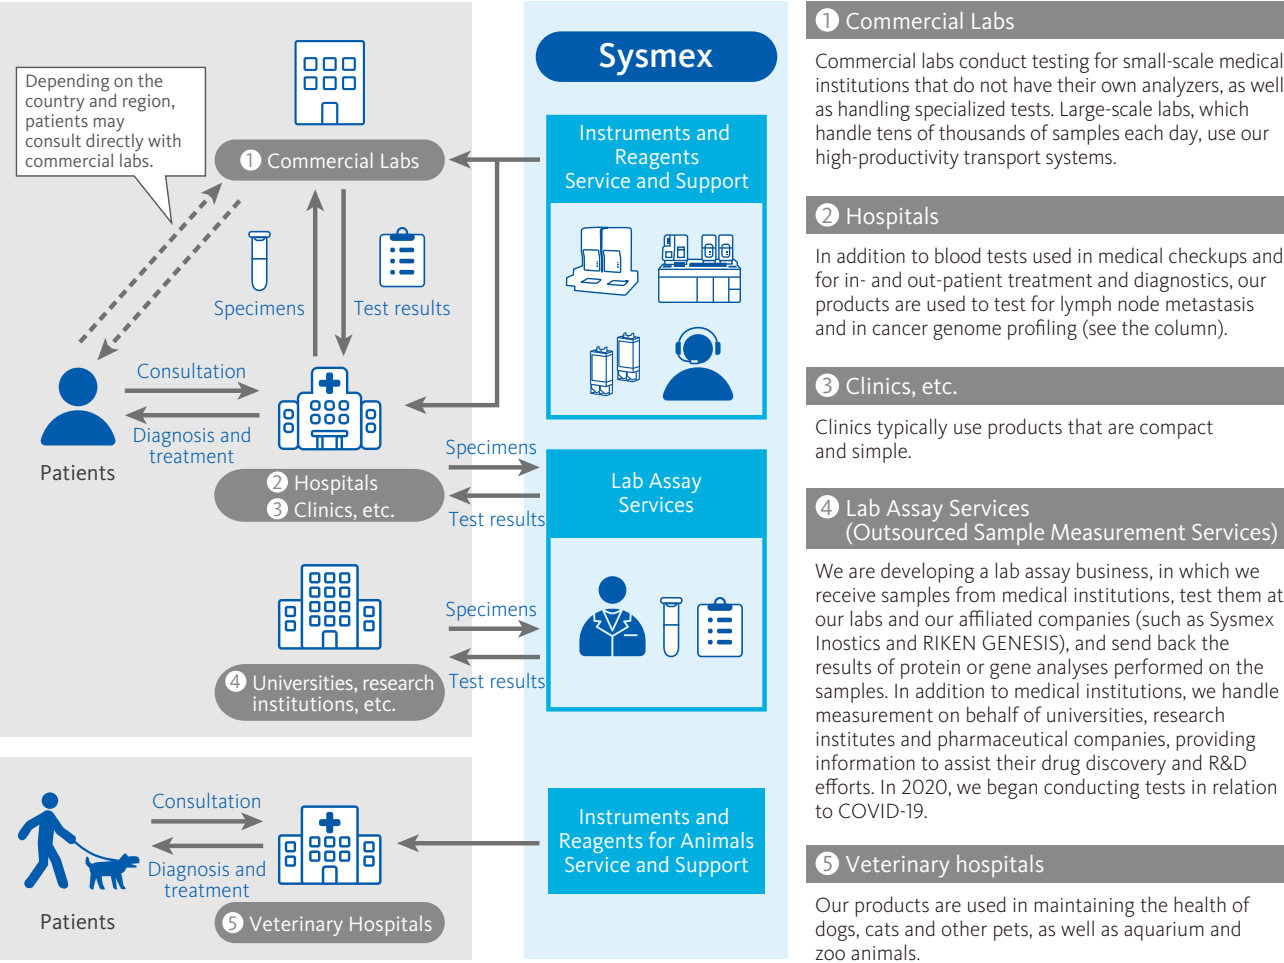 Depending on the
country and region,
patients may
consult directly with
commercial labs.
1 Commercial Labs
Specimens
Test results
Consultation
Diagnosis and
treatment
Patients
2 Hospitals
3 Clinics, etc.
Specimens
Test results
4 Universities, research
institutions, etc.
Specimens
Test results
Consultation
Diagnosis and
treatment
Patients
5 Veterinary Hospitals
Sysmex
Instruments and
Reagents
Service and Support
Lab Assay
Services
Instruments and
Reagents for Animals
Service and Support
1 Commercial Labs
Commercial labs conduct testing for small-scale medical
institutions that do not have their own analyzers, as well
as handling specialized tests. Large-scale labs, which
handle tens of thousands of samples each day, use our
high-productivity transport systems.
2 Hospitals
In addition to blood tests used in medical checkups and
for in- and out-patient treatment and diagnostics, our
products are used to test for lymph node metastasis
and in cancer genome profiling (see the column).
3 Clinics, etc.
Clinics typically use products that are compact
and simple.
4 Lab Assay Services
(Outsourced Sample Measurement Services)
We are developing a lab assay business, in which we
receive samples from medical institutions, test them at
our labs and our affiliated companies (such as Sysmex
Inostics and RIKEN GENESIS), and send back the
results of protein or gene analyses performed on the
samples. In addition to medical institutions, we handle
measurement on behalf of universities, research
institutes and pharmaceutical companies, providing
information to assist their drug discovery and R&D
efforts. In 2020, we began conducting tests in relation
to COVID-19.
5 Veterinary hospitals
Our products are used in maintaining the health of
dogs, cats and other pets, as well as aquarium and
zoo animals.